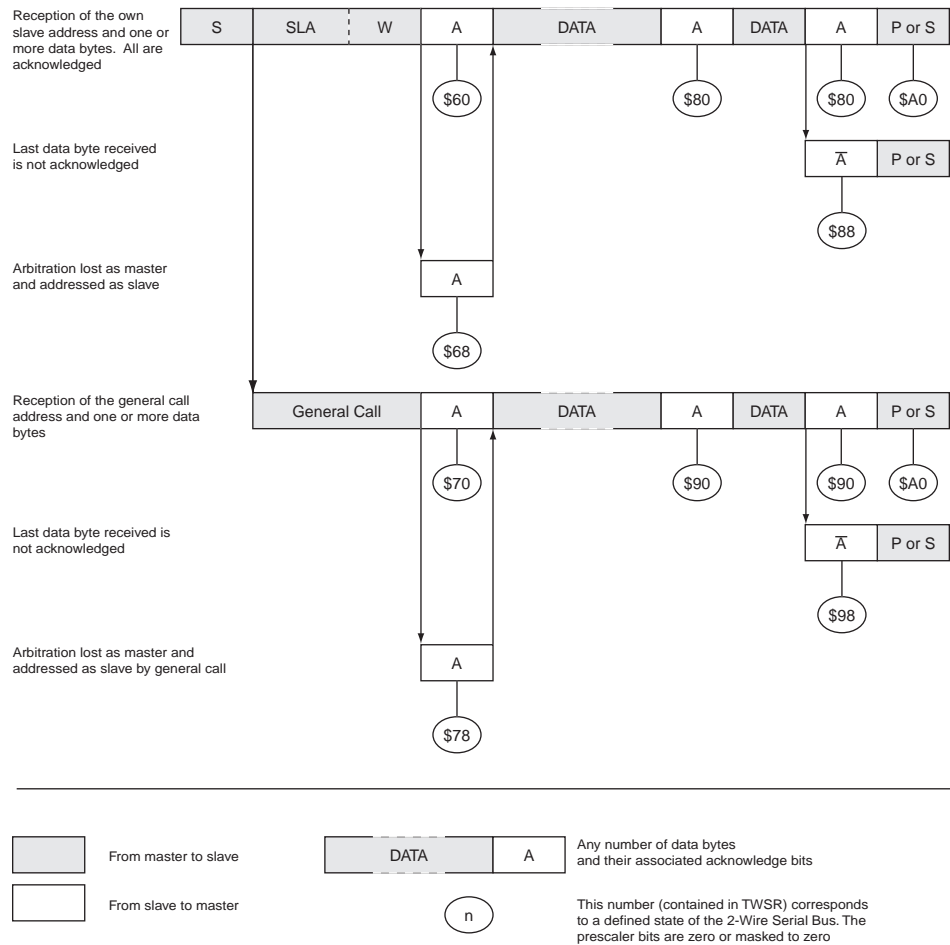 Reception of the own
slave address and one or
more data bytes.  All are
acknowledged
S SLA W A DATA A DATA A P or S
$60 $80 $80 $A0
Last data byte received
is not acknowledged
A̅ P or S
$88
Arbitration lost as master
and addressed as slave
A
$68
Reception of the general call
address and one or more data
bytes
General Call A DATA A DATA A P or S
$70 $90 $90 $A0
Last data byte received is
not acknowledged
A̅ P or S
$98
Arbitration lost as master and
addressed as slave by general call
A
$78
From master to slave
DATA A
Any number of data bytes
and their associated acknowledge bits
From slave to master
n
This number (contained in TWSR) corresponds
to a defined state of the 2-Wire Serial Bus. The
prescaler bits are zero or masked to zero